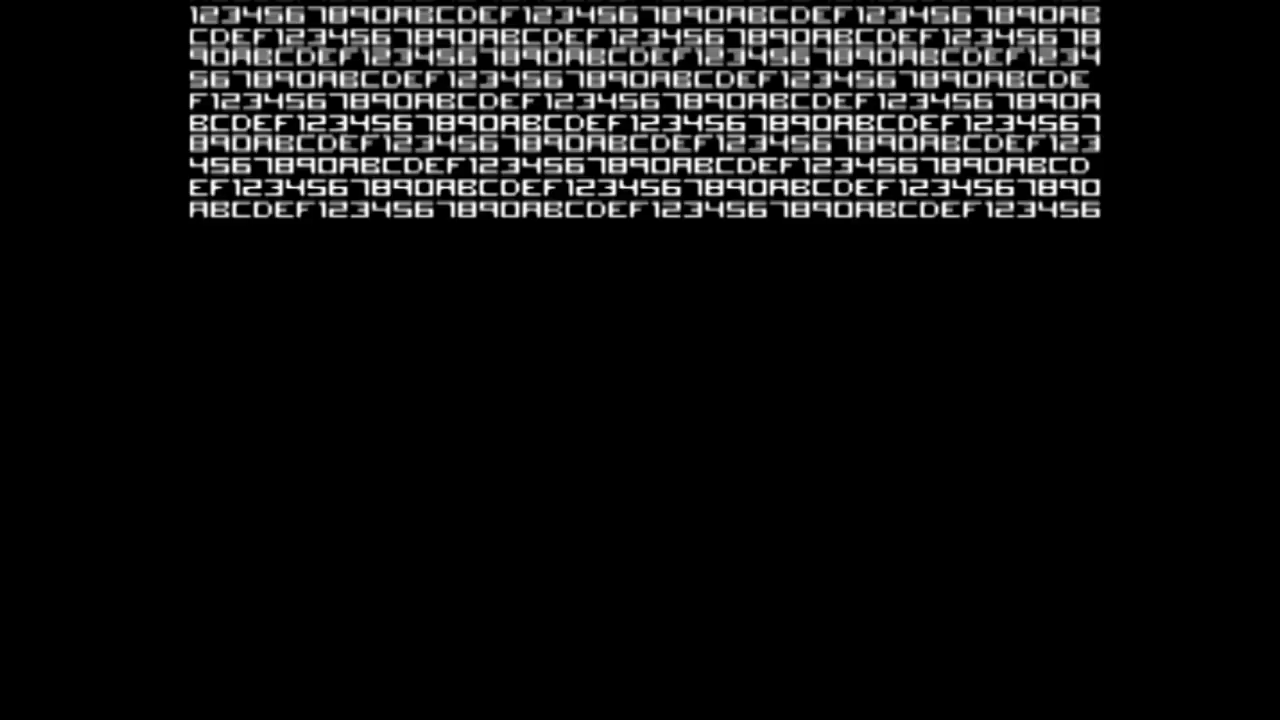 1234567890ABCDEF1234567890ABCDEF1234567890AB
CDEF1234567890ABCDEF1234567890ABCDEF12345678
90ABCDEF1234567890ABCDEF1234567890ABCDEF1234
567890ABCDEF1234567890ABCDEF1234567890ABCDE
F1234567890ABCDEF1234567890ABCDEF1234567890A
BCDEF1234567890ABCDEF1234567890ABCDEF1234567
890ABCDEF1234567890ABCDEF1234567890ABCDEF123
4567890ABCDEF1234567890ABCDEF1234567890ABCD
EF1234567890ABCDEF1234567890ABCDEF1234567890
ABCDEF1234567890ABCDEF1234567890ABCDEF123456